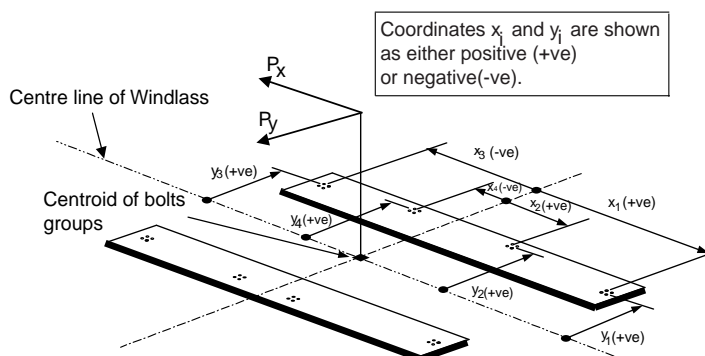 Coordinates xi and yi are shown
as either positive (+ve)
or negative(-ve).
Px
Centre line of Windlass
Py
x3 (-ve)
y3(+ve)
x4(-ve)
x2(+ve)
x1 (+ve)
Centroid of bolts
groups
y4(+ve)
y2(+ve)
y1(+ve)